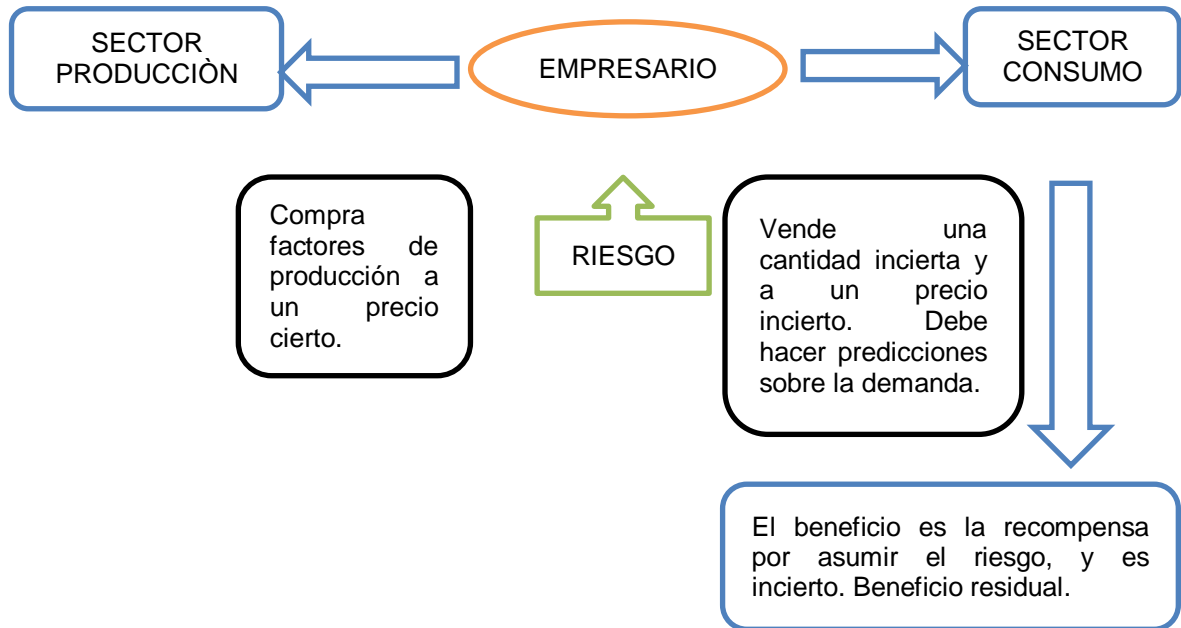 SECTOR
PRODUCCIÒN
EMPRESARIO
SECTOR
CONSUMO
Compra
factores de
producción a
un precio
cierto.
RIESGO
Vende una
cantidad incierta y
a un precio
incierto. Debe
hacer predicciones
sobre la demanda.
El beneficio es la recompensa
por asumir el riesgo, y es
incierto. Beneficio residual.